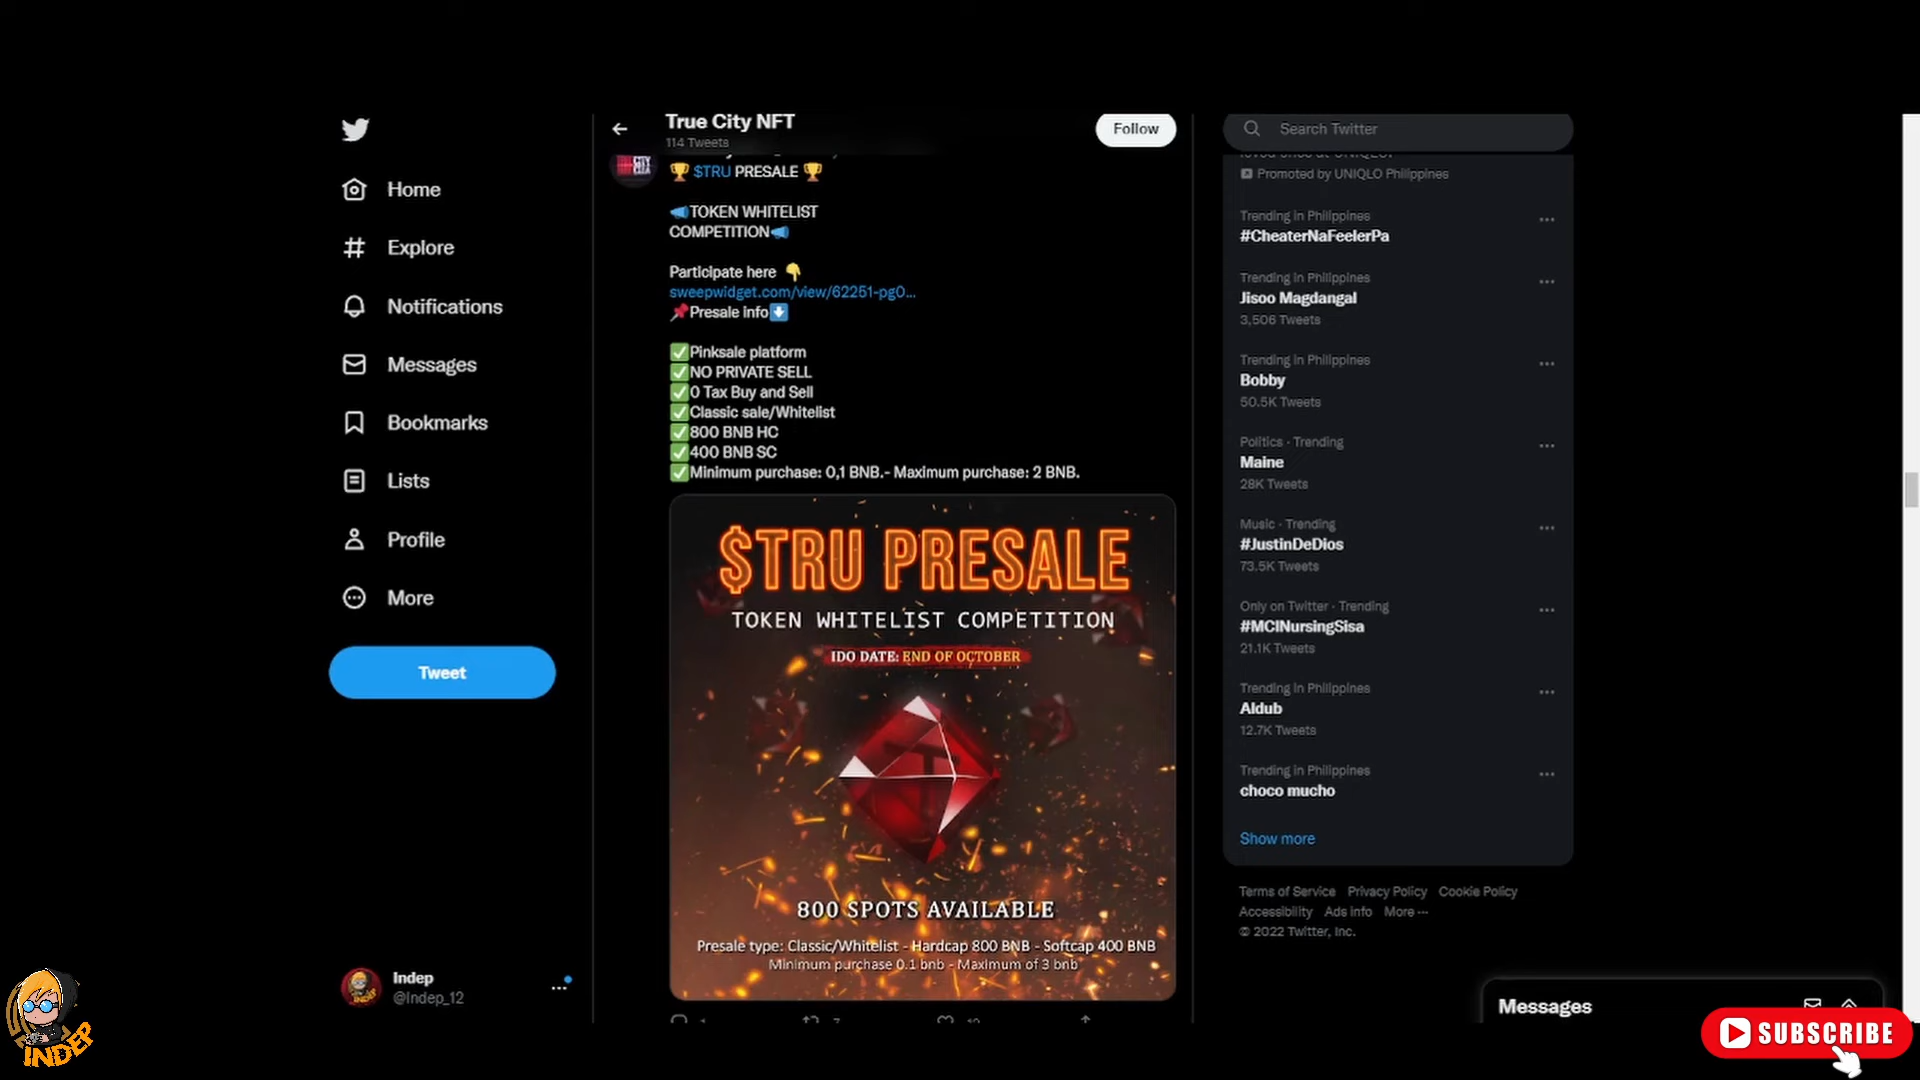 Home
Explore
Notifications
Messages
Bookmarks
Lists
Profile
More
Tweet
Indep
@Indep_12
INDEP
True City NFT
114 Tweets
Follow
🏆 $TRU PRESALE 🏆
📣TOKEN WHITELIST
COMPETITION📣
Participate here 👇
sweepwidget.com/view/62251-pg0...
📌Presale info⬇️
✅Pinksale platform
✅NO PRIVATE SELL
✅0 Tax Buy and Sell
✅Classic sale/Whitelist
✅800 BNB HC
✅400 BNB SC
✅Minimum purchase: 0,1 BNB.- Maximum purchase: 2 BNB.
$TRU PRESALE
TOKEN WHITELIST COMPETITION
IDO DATE: END OF OCTOBER
800 SPOTS AVAILABLE
Presale type: Classic/Whitelist - Hardcap 800 BNB - Softcap 400 BNB
Minimum purchase 0.1 bnb - Maximum of 3 bnb
Search Twitter
Promoted by UNIQLO Philippines
Trending in Philippines
#CheaterNaFeelerPa
Trending in Philippines
Jisoo Magdangal
3,506 Tweets
Trending in Philippines
Bobby
50.5K Tweets
Politics · Trending
Maine
28K Tweets
Music · Trending
#JustinDeDios
73.5K Tweets
Only on Twitter · Trending
#MCINursingSisa
21.1K Tweets
Trending in Philippines
Aldub
12.7K Tweets
Trending in Philippines
choco mucho
Show more
Terms of Service Privacy Policy Cookie Policy
Accessibility Ads info More ···
© 2022 Twitter, Inc.
Messages
SUBSCRIBE